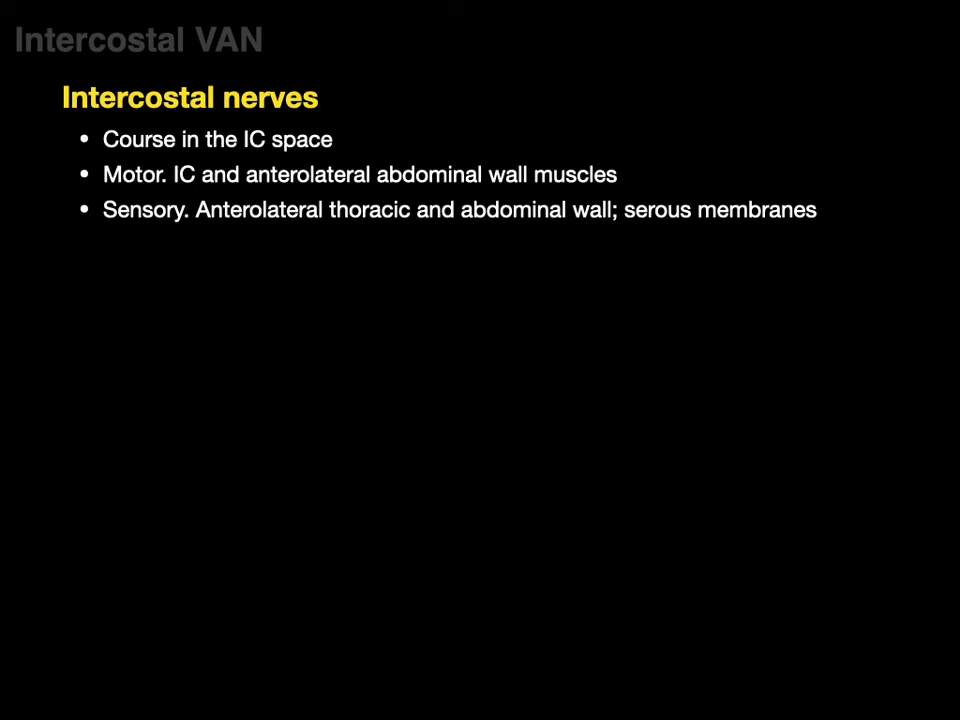 Intercostal VAN
Intercostal nerves
• Course in the IC space
• Motor. IC and anterolateral abdominal wall muscles
• Sensory. Anterolateral thoracic and abdominal wall; serous membranes